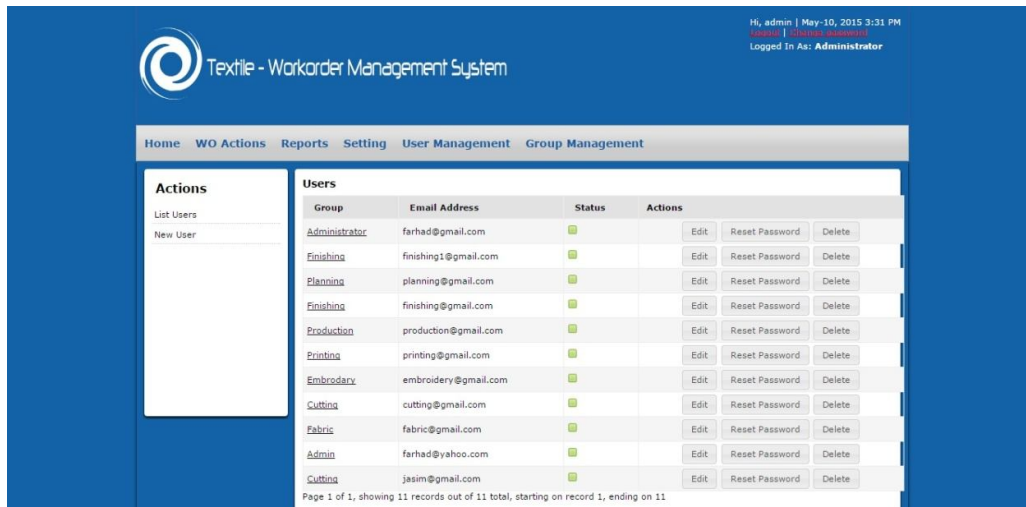 Hi, admin | May-10, 2015 3:31 PM
Logout | Change password
Logged In As: Administrator
Textile - Workorder Management System
Home WO Actions Reports Setting User Management Group Management
Actions
List Users
New User
Users
Group Email Address Status Actions
Administrator farhad@gmail.com Edit Reset Password Delete
Finishing finishing1@gmail.com Edit Reset Password Delete
Planning planning@gmail.com Edit Reset Password Delete
Finishing finishing@gmail.com Edit Reset Password Delete
Production production@gmail.com Edit Reset Password Delete
Printing printing@gmail.com Edit Reset Password Delete
Embrodary embroidery@gmail.com Edit Reset Password Delete
Cutting cutting@gmail.com Edit Reset Password Delete
Fabric fabric@gmail.com Edit Reset Password Delete
Admin farhad@yahoo.com Edit Reset Password Delete
Cutting jasim@gmail.com Edit Reset Password Delete
Page 1 of 1, showing 11 records out of 11 total, starting on record 1, ending on 11